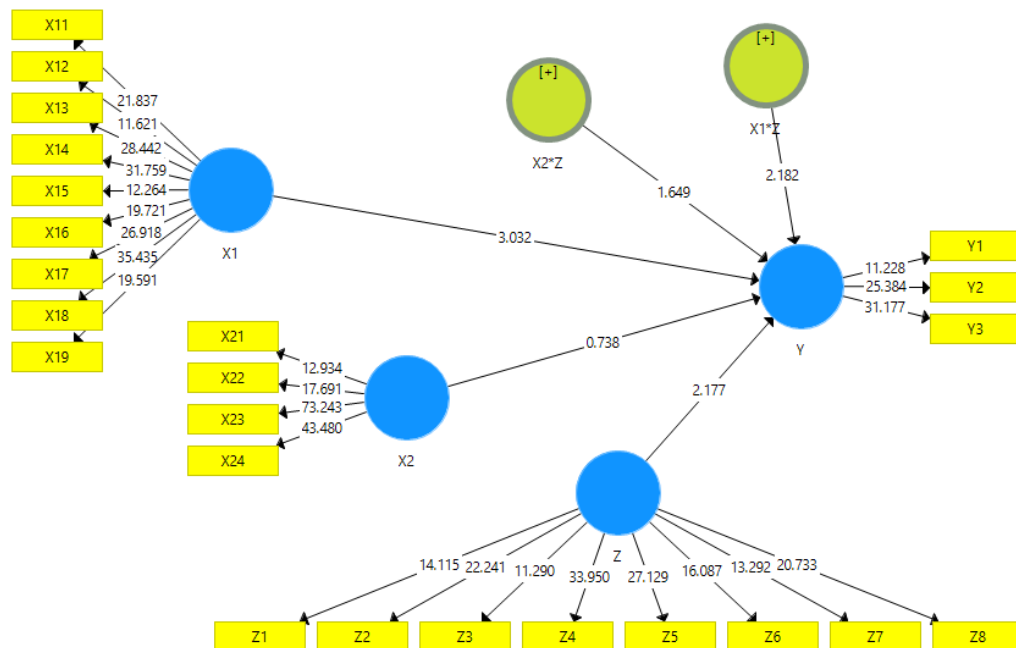 X11
X12
X13
X14
X15
X16
X17
X18
X19
21.837
11.621
28.442
31.759
12.264
19.721
26.918
35.435
19.591
X1
[+]
X2*Z
[+]
X1*Z
1.649
2.182
3.032
Y
11.228
25.384
31.177
Y1
Y2
Y3
X21
X22
X23
X24
12.934
17.691
73.243
43.480
X2
0.738
2.177
Z
14.115
22.241
11.290
33.950
27.129
16.087
13.292
20.733
Z1
Z2
Z3
Z4
Z5
Z6
Z7
Z8